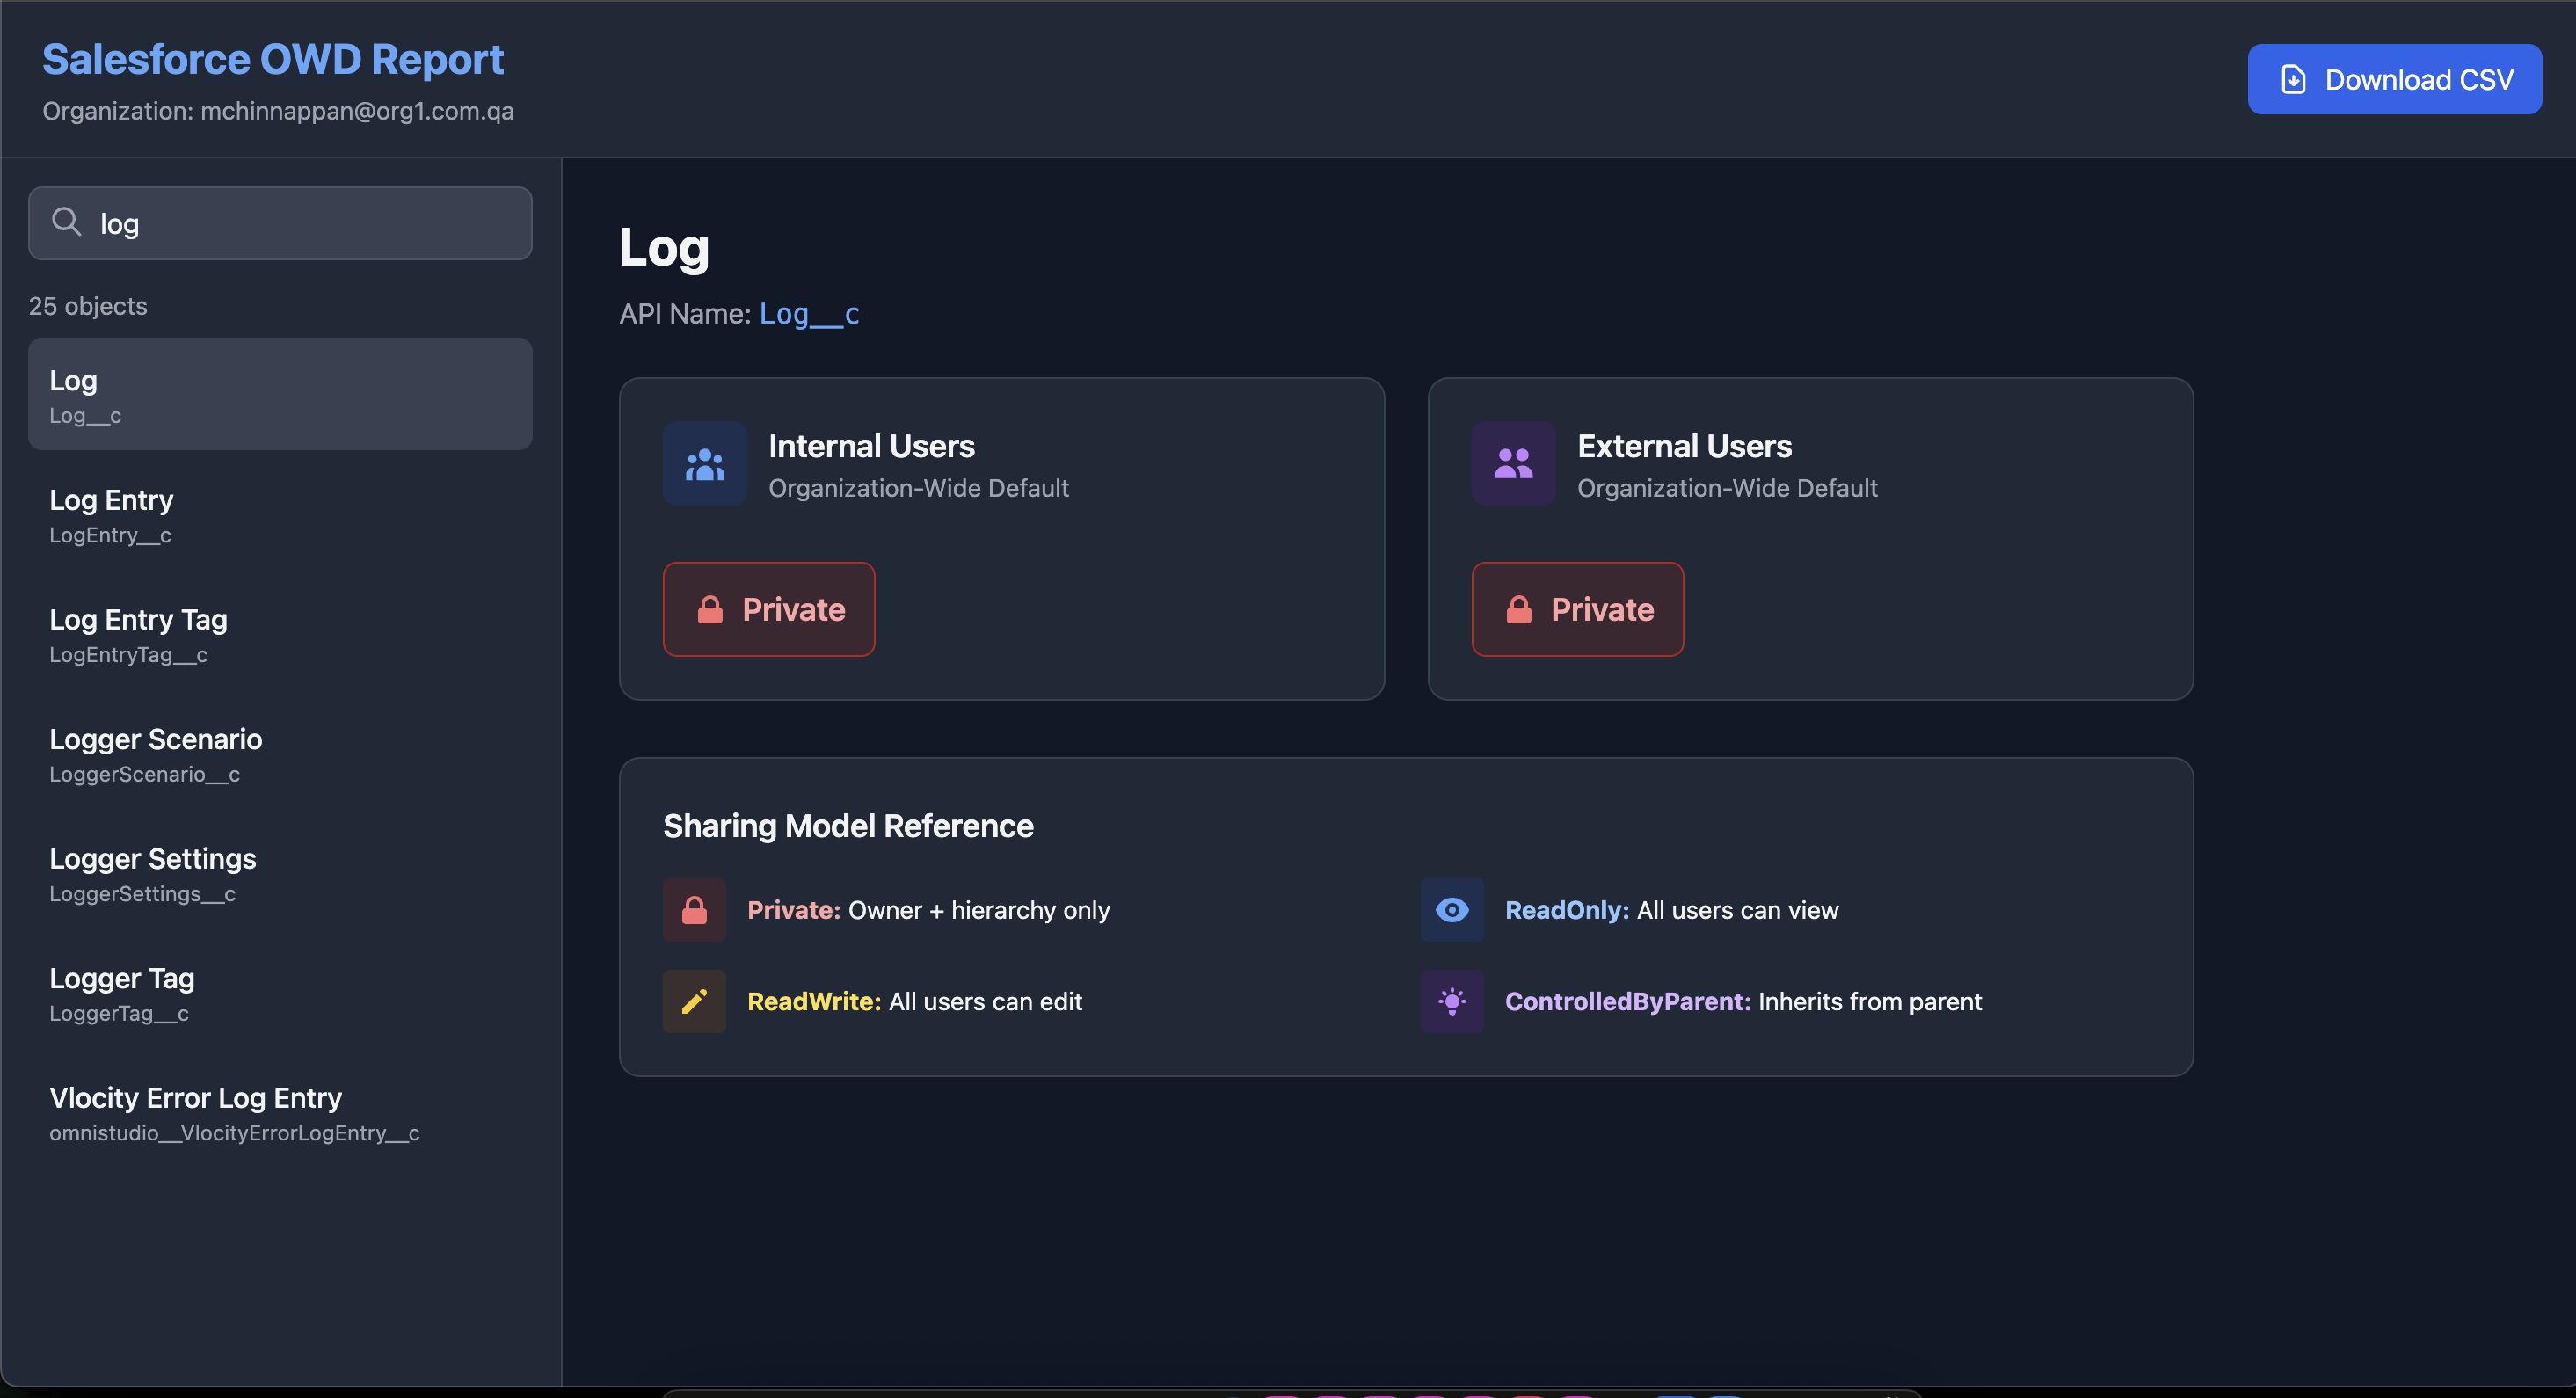 Salesforce OWD Report
Organization: mchinnappan@org1.com.qa
Download CSV
log
25 objects
Log
Log__c
Log Entry
LogEntry__c
Log Entry Tag
LogEntryTag__c
Logger Scenario
LoggerScenario__c
Logger Settings
LoggerSettings__c
Logger Tag
LoggerTag__c
Vlocity Error Log Entry
omnistudio__VlocityErrorLogEntry__c
Log
API Name: Log__c
Internal Users
Organization-Wide Default
Private
External Users
Organization-Wide Default
Private
Sharing Model Reference
Private: Owner + hierarchy only
ReadOnly: All users can view
ReadWrite: All users can edit
ControlledByParent: Inherits from parent